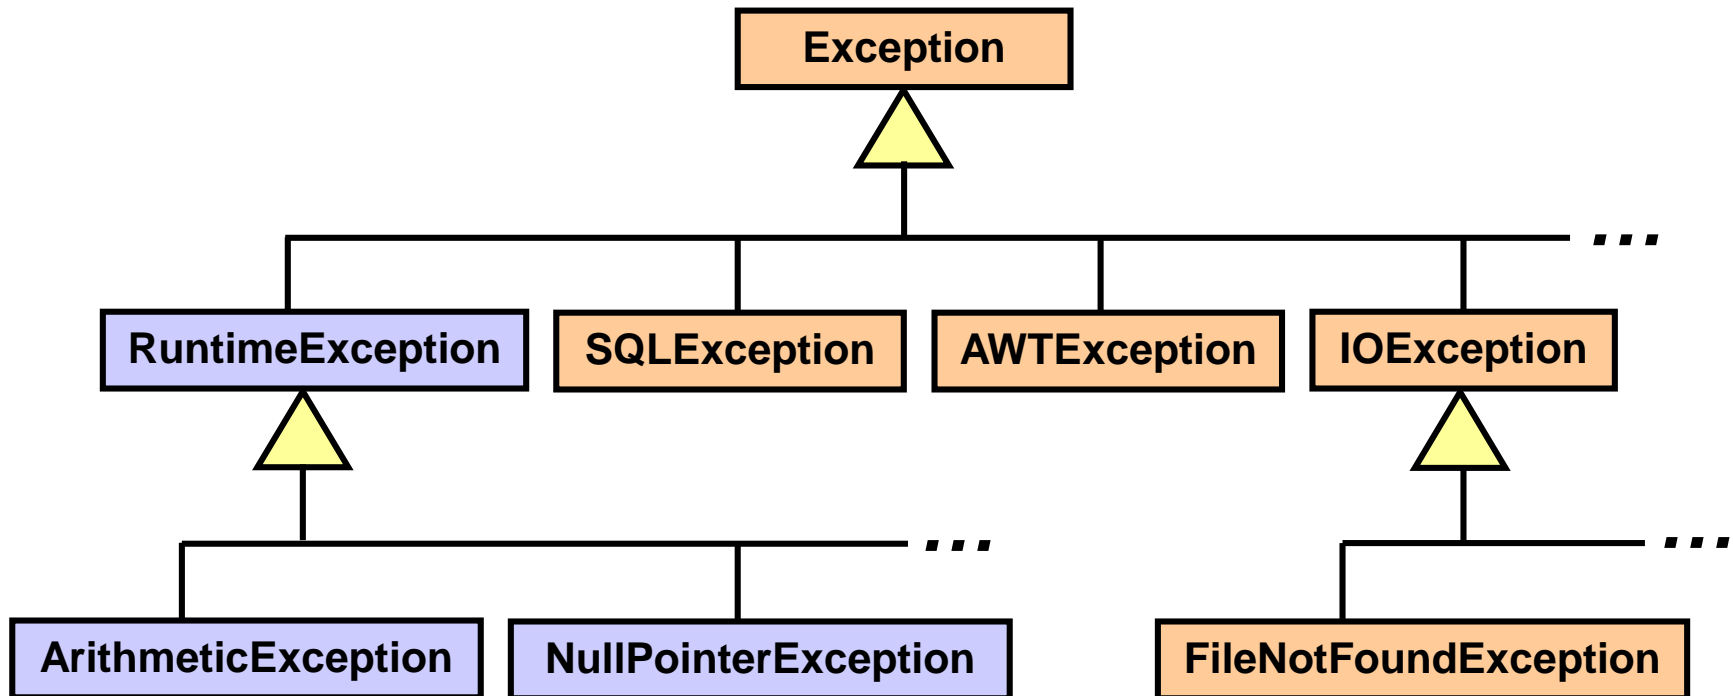 Exception
...
RuntimeException
SQLException
AWTException
IOException
...
...
ArithmeticException
NullPointerException
FileNotFoundException